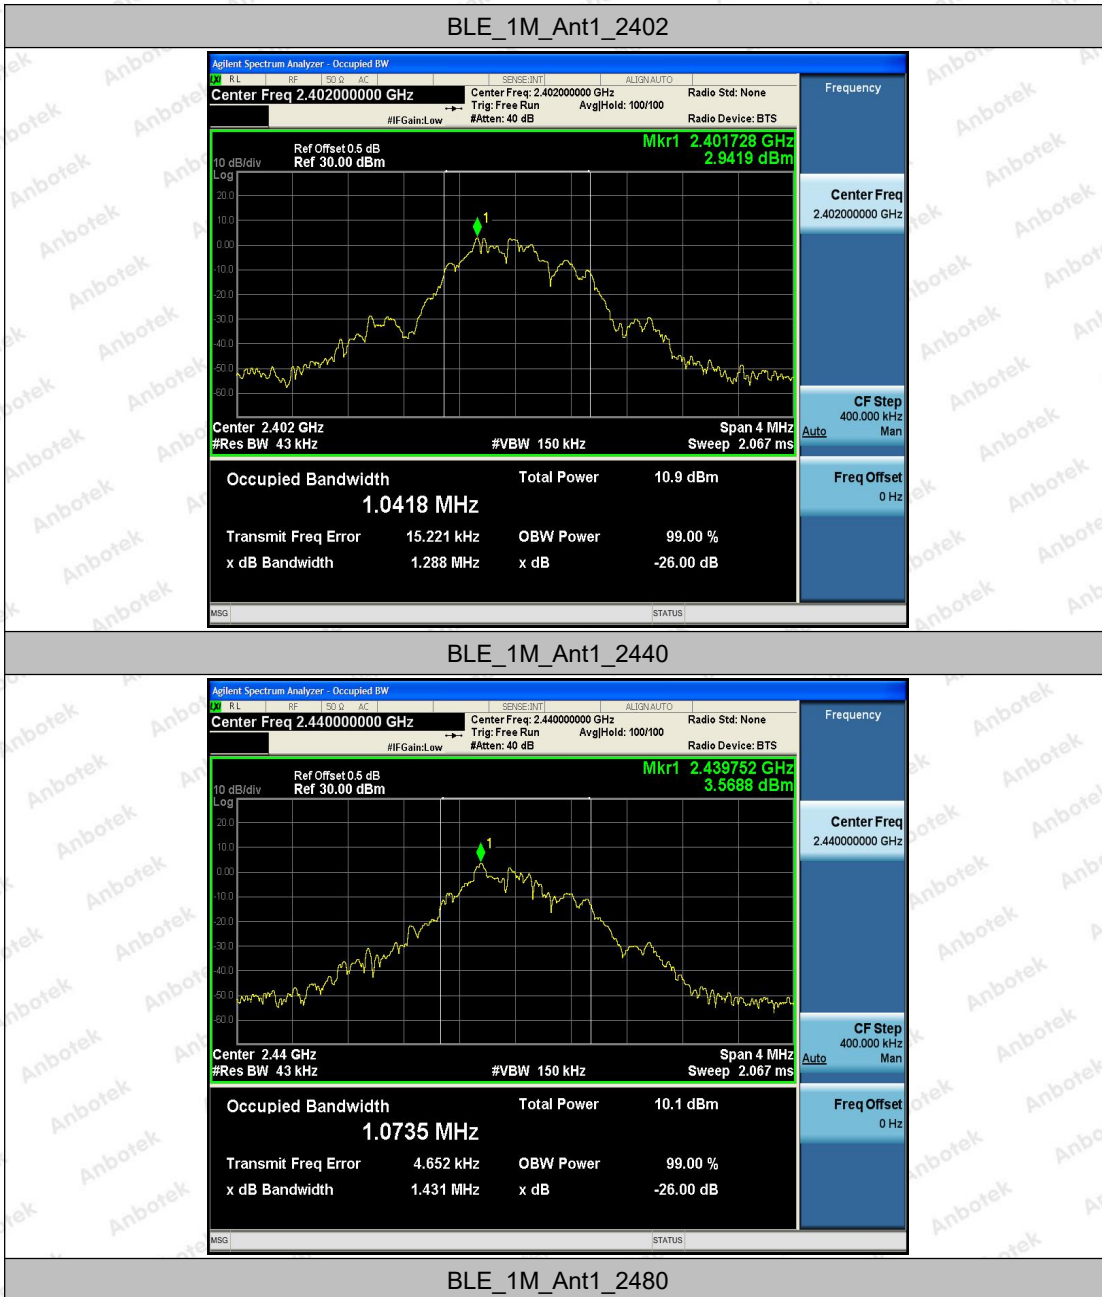 BLE_1M_Ant1_2402
Agilent Spectrum Analyzer - Occupied BW
LXI RL RF 50 Ω AC SENSE:INT ALIGNAUTO
Center Freq 2.402000000 GHz
Center Freq: 2.402000000 GHz Radio Std: None
Trig: Free Run Avg|Hold: 100/100
#IFGain:Low #Atten: 40 dB Radio Device: BTS
Frequency
Mkr1 2.401728 GHz
2.9419 dBm
Ref Offset 0.5 dB
10 dB/div Ref 30.00 dBm
Log
20.0
1
10.0
0.00
-10.0
-20.0
-30.0
-40.0
-50.0
-60.0
Center 2.402 GHz Span 4 MHz
#Res BW 43 kHz #VBW 150 kHz Sweep 2.067 ms
Center Freq
2.402000000 GHz
CF Step
400.000 kHz
Auto Man
Freq Offset
0 Hz
Occupied Bandwidth Total Power 10.9 dBm
1.0418 MHz
Transmit Freq Error 15.221 kHz OBW Power 99.00 %
x dB Bandwidth 1.288 MHz x dB -26.00 dB
MSG STATUS
BLE_1M_Ant1_2440
Agilent Spectrum Analyzer - Occupied BW
LXI RL RF 50 Ω AC SENSE:INT ALIGNAUTO
Center Freq 2.440000000 GHz
Center Freq: 2.440000000 GHz Radio Std: None
Trig: Free Run Avg|Hold: 100/100
#IFGain:Low #Atten: 40 dB Radio Device: BTS
Frequency
Mkr1 2.439752 GHz
3.5688 dBm
Ref Offset 0.5 dB
10 dB/div Ref 30.00 dBm
Log
20.0
10.0
1
0.00
-10.0
-20.0
-30.0
-40.0
-50.0
-60.0
Center 2.44 GHz Span 4 MHz
#Res BW 43 kHz #VBW 150 kHz Sweep 2.067 ms
Center Freq
2.440000000 GHz
CF Step
400.000 kHz
Auto Man
Freq Offset
0 Hz
Occupied Bandwidth Total Power 10.1 dBm
1.0735 MHz
Transmit Freq Error 4.652 kHz OBW Power 99.00 %
x dB Bandwidth 1.431 MHz x dB -26.00 dB
MSG STATUS
BLE_1M_Ant1_2480
Anbotek